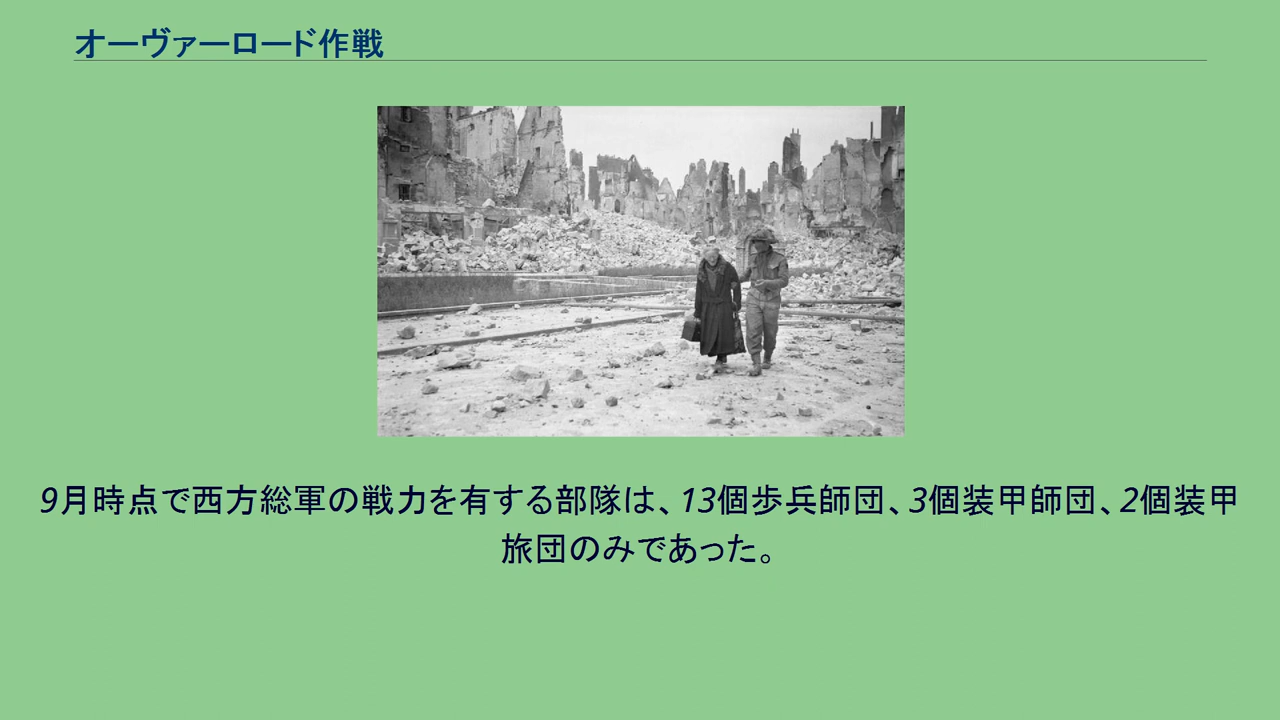 オーヴァーロード作戦
9月時点で西方総軍の戦力を有する部隊は、13個歩兵師団、3個装甲師団、2個装甲
旅団のみであった。